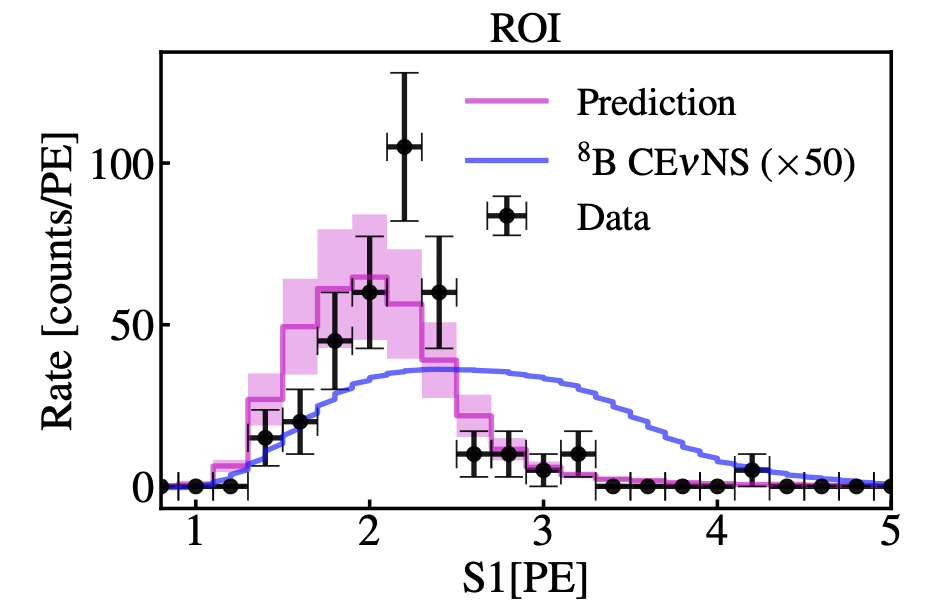 ROI
Rate [counts/PE]
100
50
0
Prediction
⁸B CEνNS (×50)
Data
1 2 3 4 5
S1[PE]